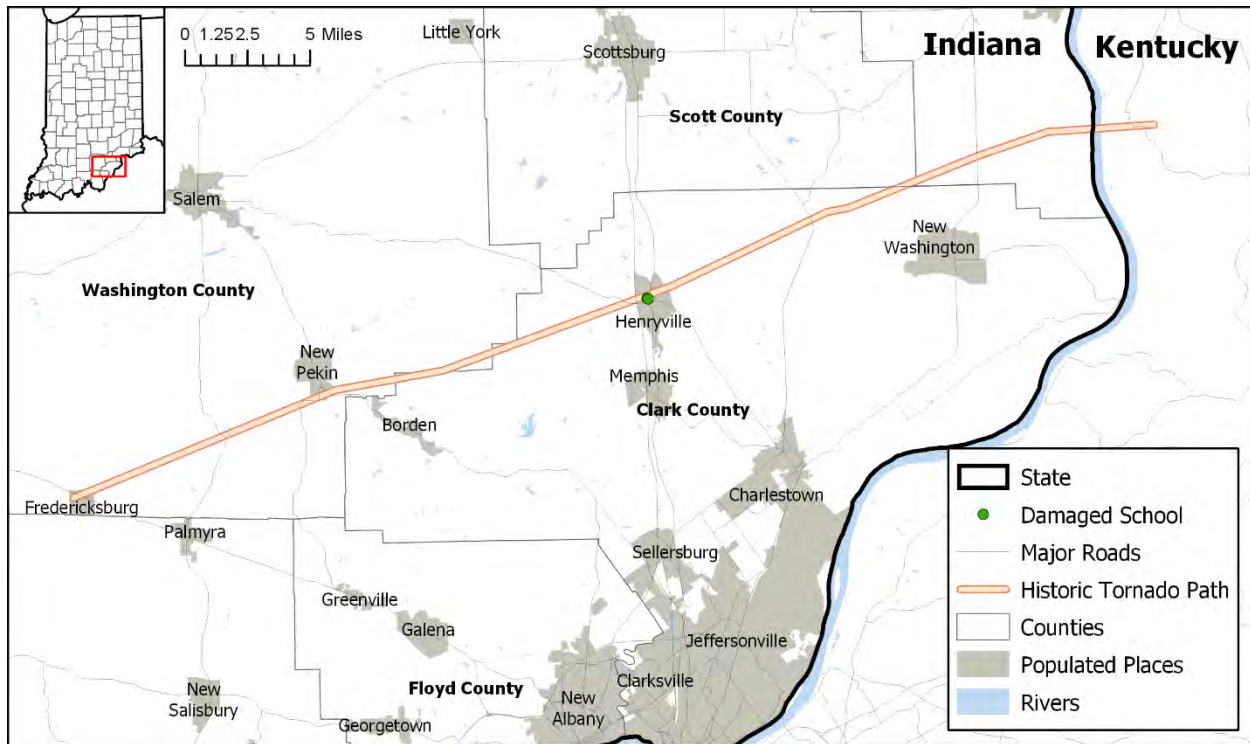 0 1.25 2.5 5 Miles
Little York
Scottsburg
Indiana
Kentucky
Scott County
Salem
New
Washington
Washington County
Henryville
New
Pekin
Memphis
Clark County
Borden
Fredericksburg
Charlestown
Palmyra
Sellersburg
Greenville
Galena
Jeffersonville
Clarksville
Floyd County
New
Salisbury
New
Albany
Georgetown
State
Damaged School
Major Roads
Historic Tornado Path
Counties
Populated Places
Rivers